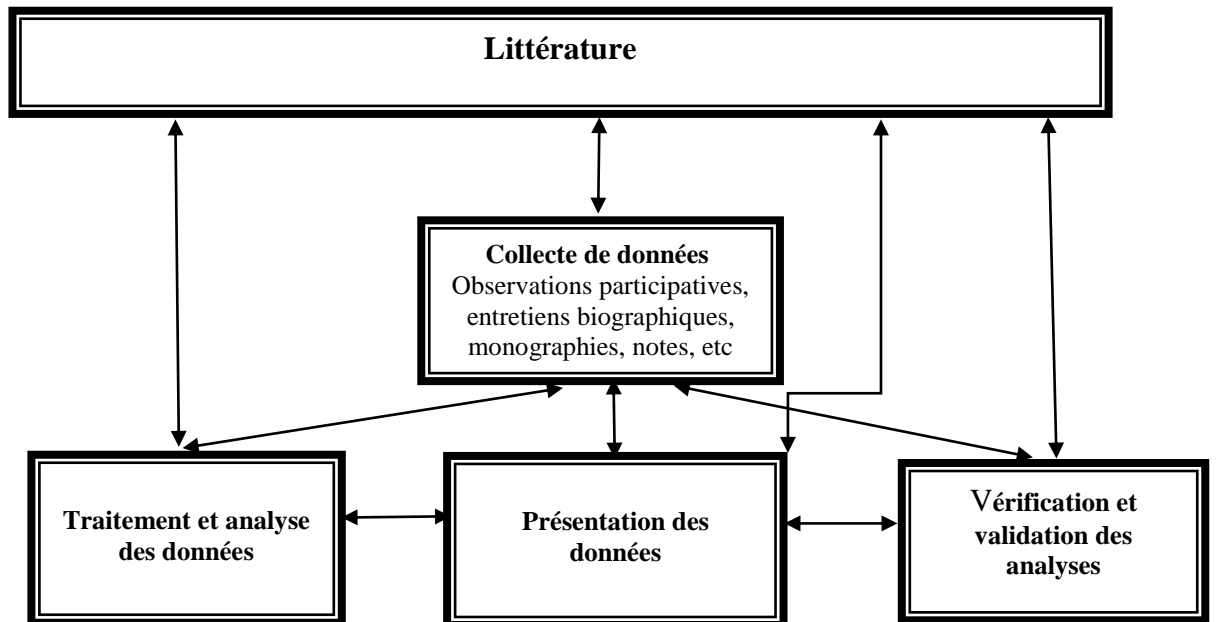 Littérature
Collecte de données
Observations participatives,
entretiens biographiques,
monographies, notes, etc
Traitement et analyse
des données
Présentation des
données
Vérification et
validation des
analyses